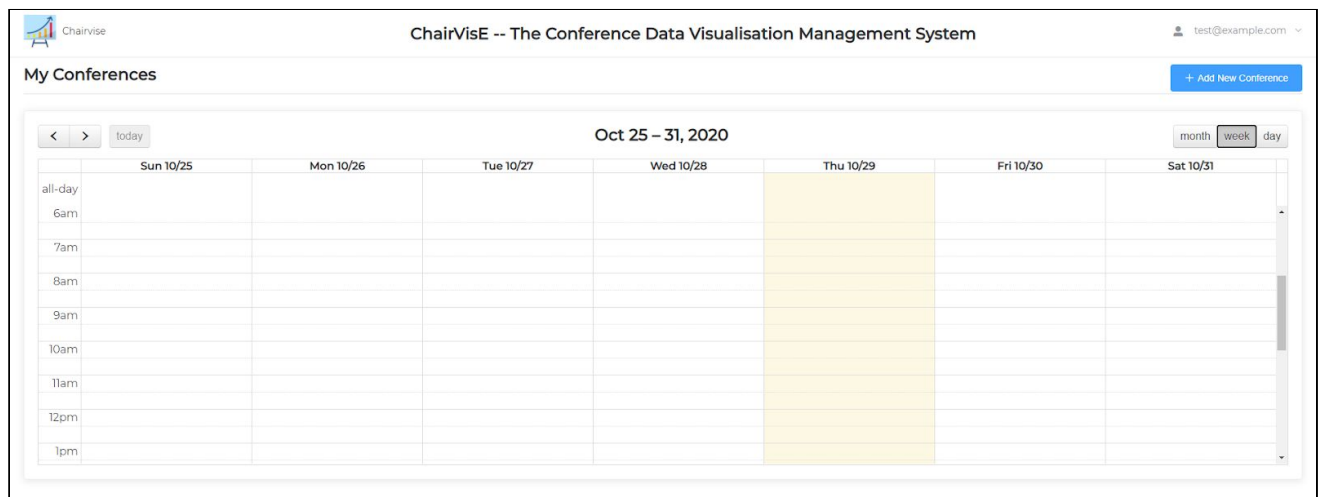 Chairvise
ChairVisE -- The Conference Data Visualisation Management System
test@example.com
My Conferences
+ Add New Conference
today
Oct 25 – 31, 2020
month week day
Sun 10/25 Mon 10/26 Tue 10/27 Wed 10/28 Thu 10/29 Fri 10/30 Sat 10/31
all-day
6am
7am
8am
9am
10am
11am
12pm
1pm